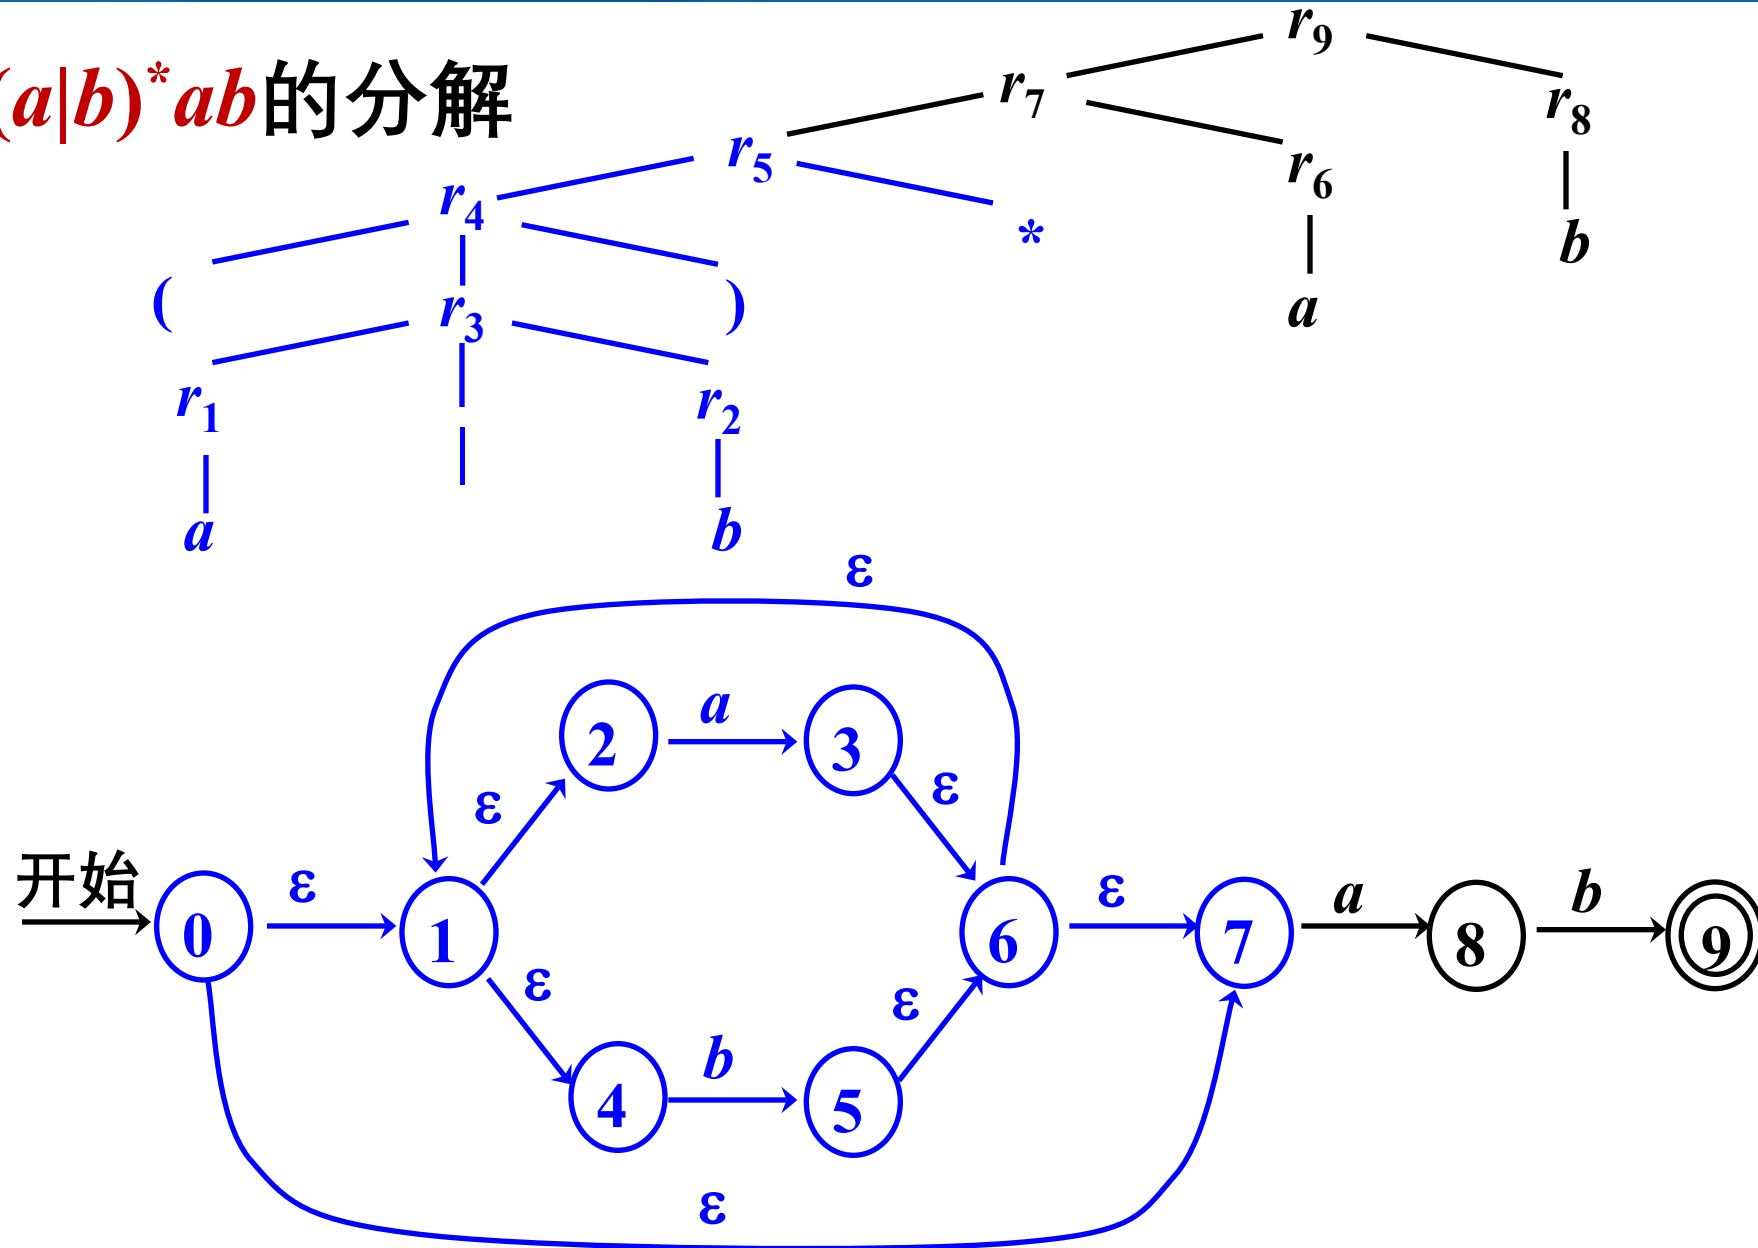 (a|b)*ab的分解
r9
r7 r8
r5 r6 b
r4 * a
( r3 )
r1 | r2
a b
ε
2 a 3
ε ε
开始 0 ε 1 6 ε 7 a 8 b 9
ε ε
4 b 5
ε